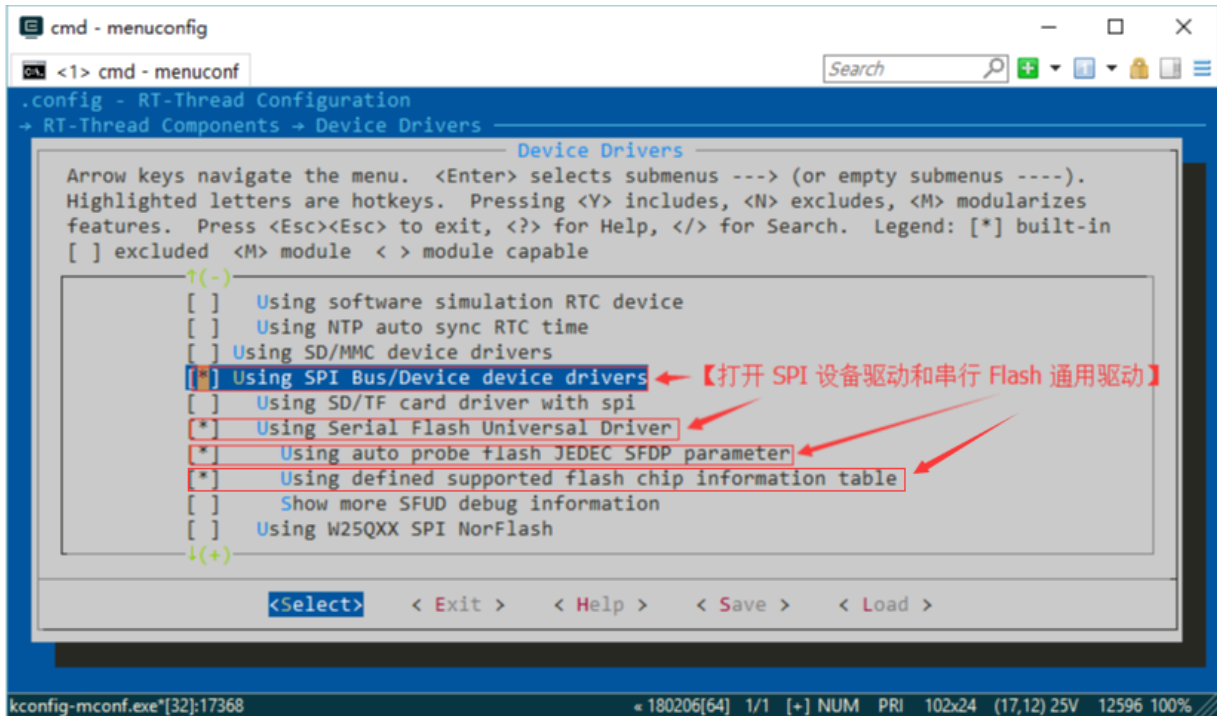 cmd - menuconfig
<1> cmd - menuconf
Search
.config - RT-Thread Configuration
→ RT-Thread Components → Device Drivers
Device Drivers
Arrow keys navigate the menu.  <Enter> selects submenus ---> (or empty submenus ----).
Highlighted letters are hotkeys.  Pressing <Y> includes, <N> excludes, <M> modularizes
features.  Press <Esc><Esc> to exit, <?> for Help, </> for Search.  Legend: [*] built-in
[ ] excluded  <M> module  < > module capable
↑(-)
[ ]   Using software simulation RTC device
[ ]   Using NTP auto sync RTC time
[ ] Using SD/MMC device drivers
[*] Using SPI Bus/Device device drivers 【打开 SPI 设备驱动和串行 Flash 通用驱动】
[ ]   Using SD/TF card driver with spi
[*]   Using Serial Flash Universal Driver
[*]     Using auto probe flash JEDEC SFDP parameter
[*]     Using defined supported flash chip information table
[ ]     Show more SFUD debug information
[ ]   Using W25QXX SPI NorFlash
↓(+)
<Select>    < Exit >    < Help >    < Save >    < Load >
kconfig-mconf.exe*[32]:17368 « 180206[64] 1/1 [+] NUM PRI 102x24 (17,12) 25V 12596 100%